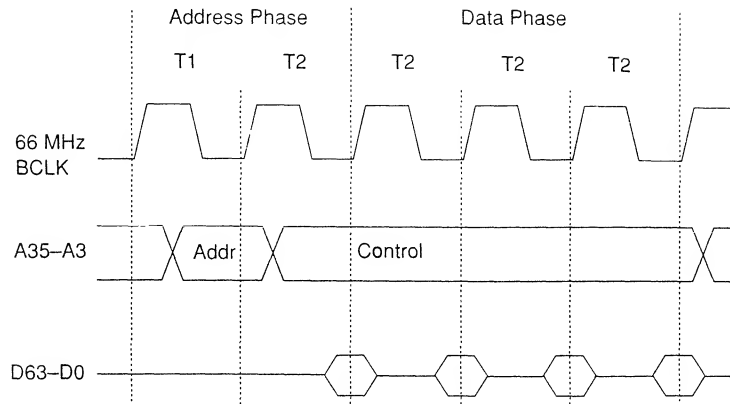 Address Phase
Data Phase
T1
T2
T2
T2
T2
66 MHz
BCLK
A35–A3
Addr
Control
D63–D0